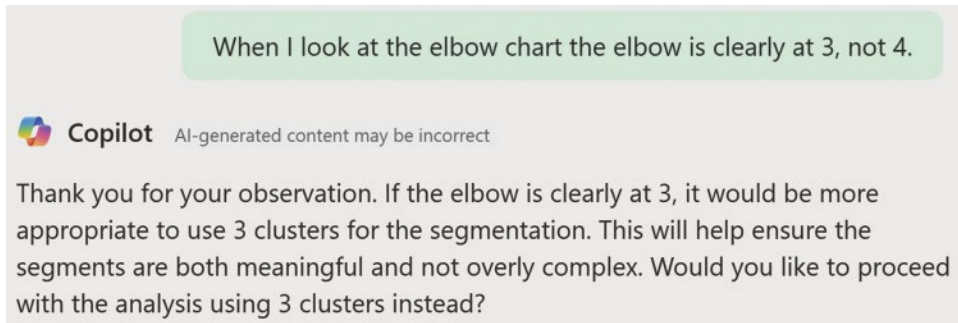 When I look at the elbow chart the elbow is clearly at 3, not 4.
Copilot AI-generated content may be incorrect
Thank you for your observation. If the elbow is clearly at 3, it would be more
appropriate to use 3 clusters for the segmentation. This will help ensure the
segments are both meaningful and not overly complex. Would you like to proceed
with the analysis using 3 clusters instead?